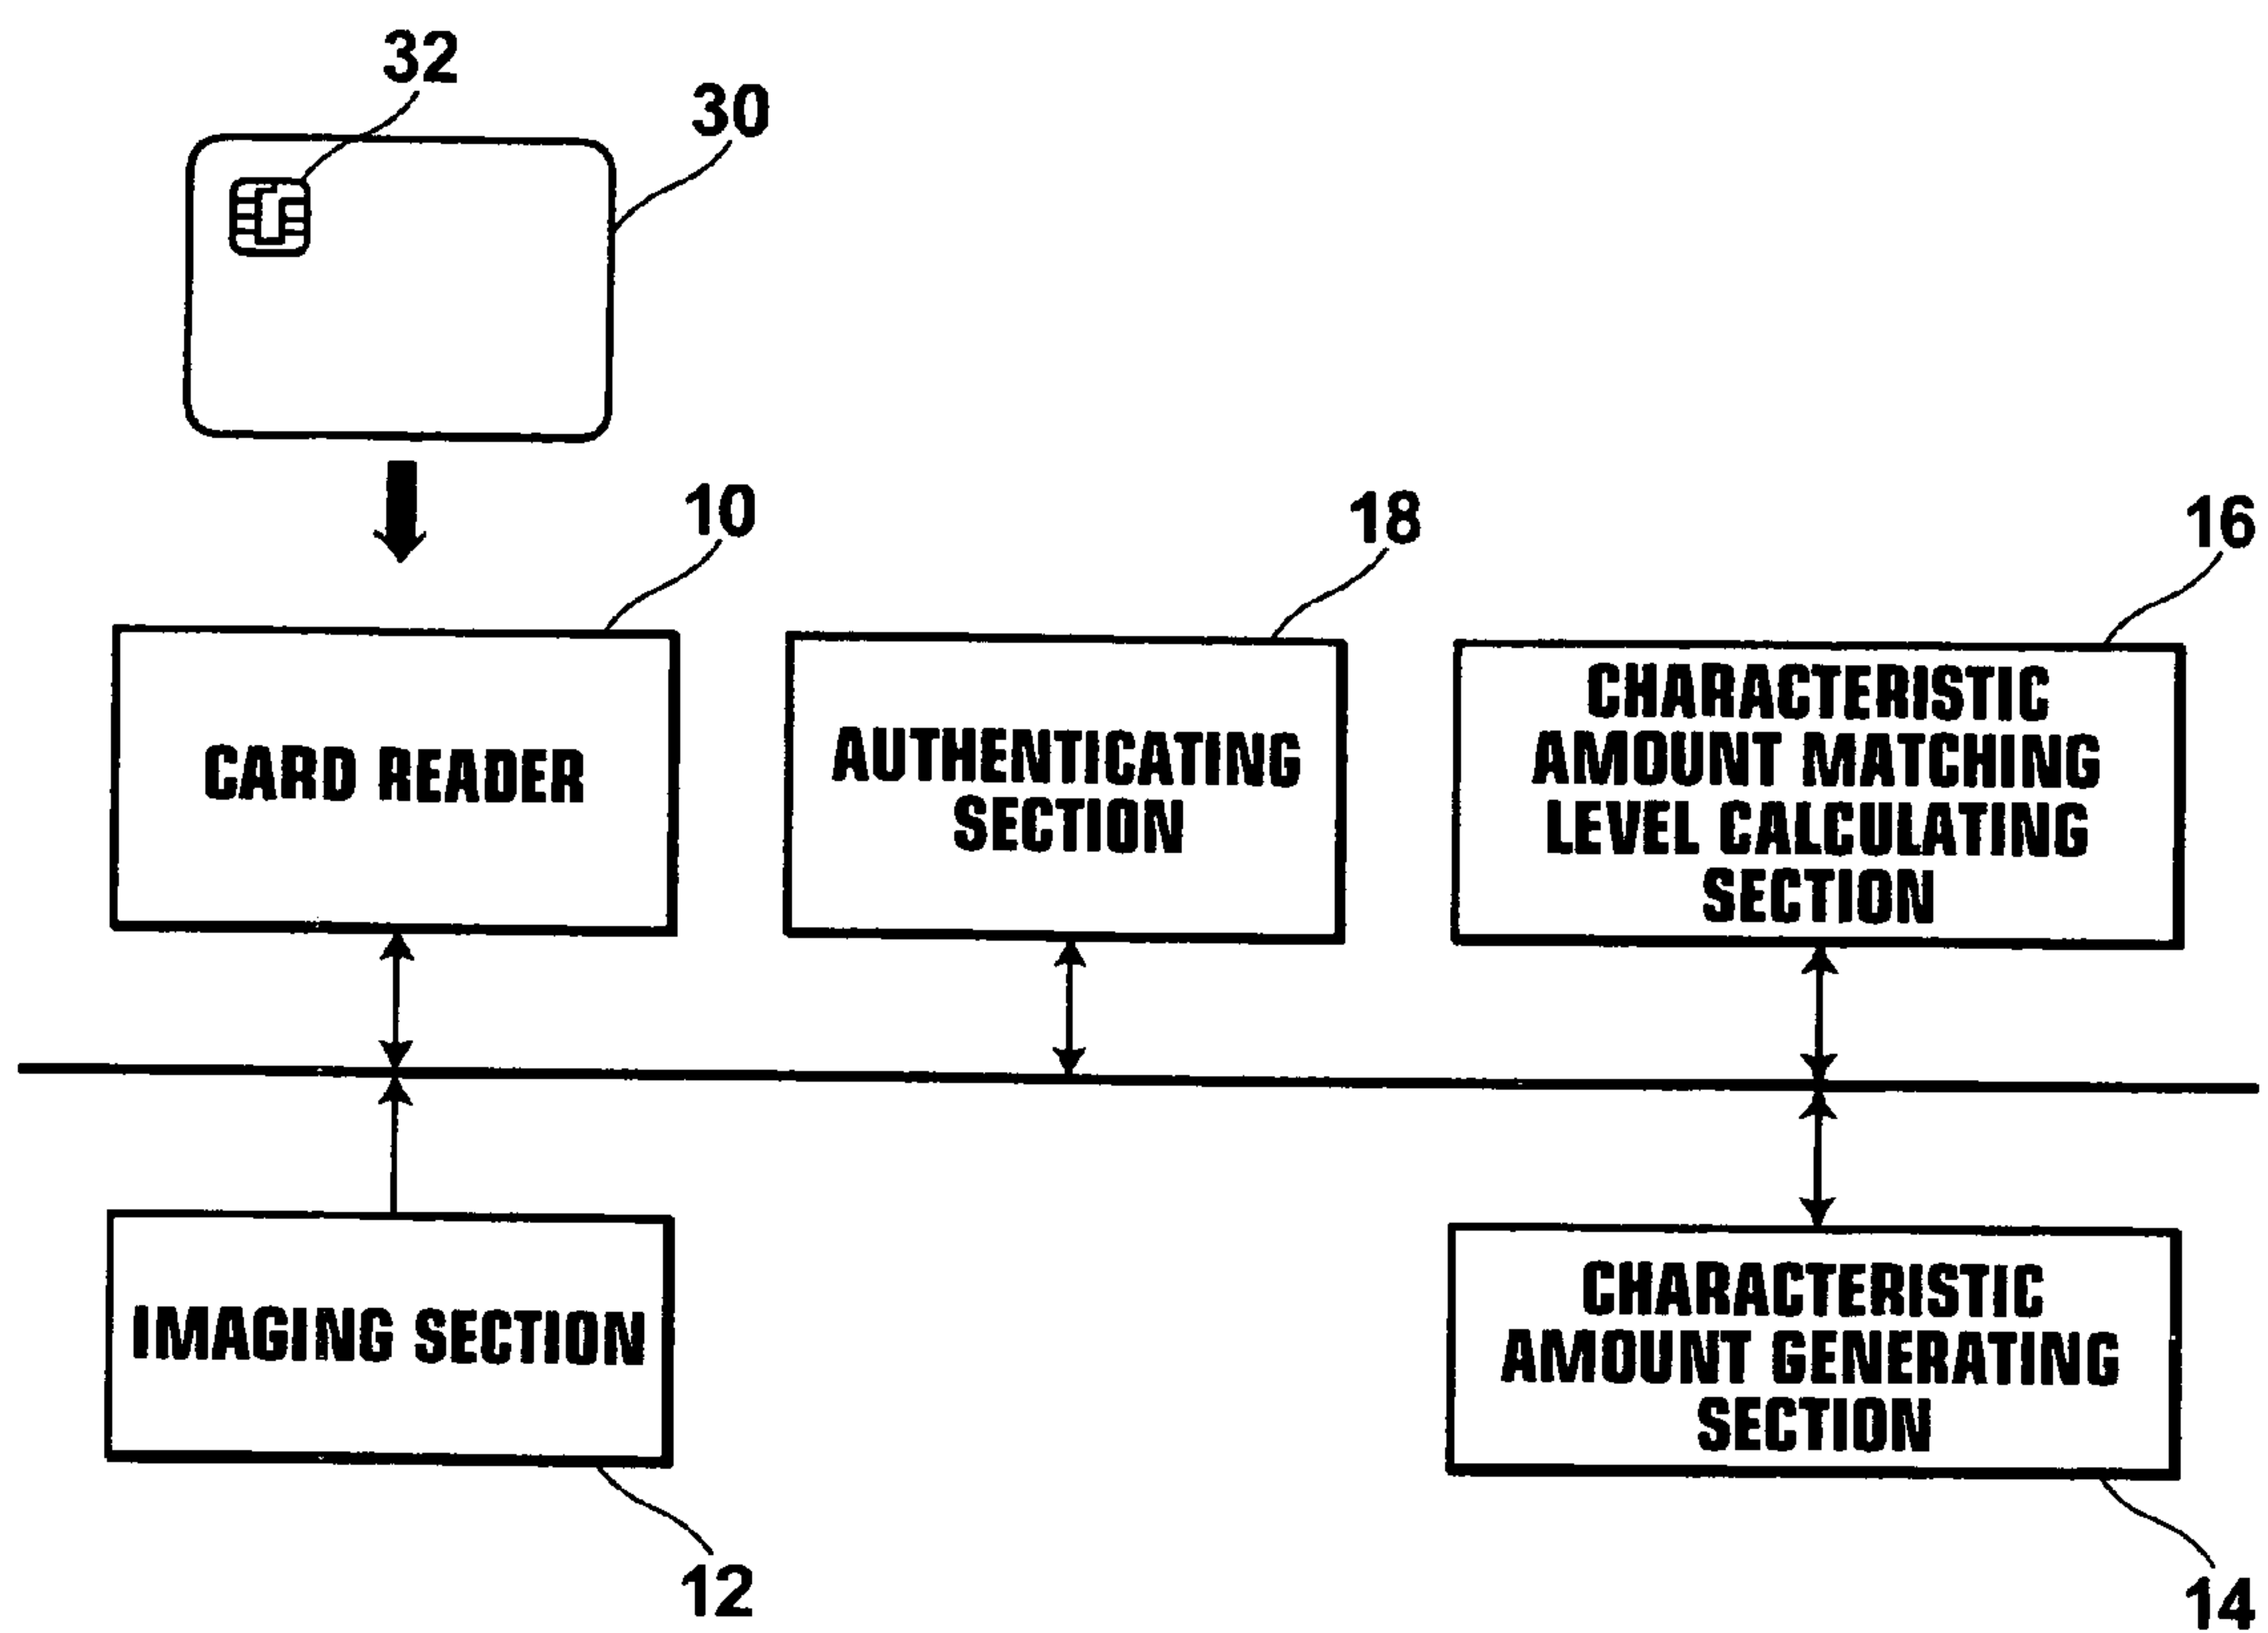 32
30
10
18
16
CARD READER
AUTHENTICATING
SECTION
CHARACTERISTIC
AMOUNT MATCHING
LEVEL CALCULATING
SECTION
IMAGING SECTION
CHARACTERISTIC
AMOUNT GENERATING
SECTION
12
14